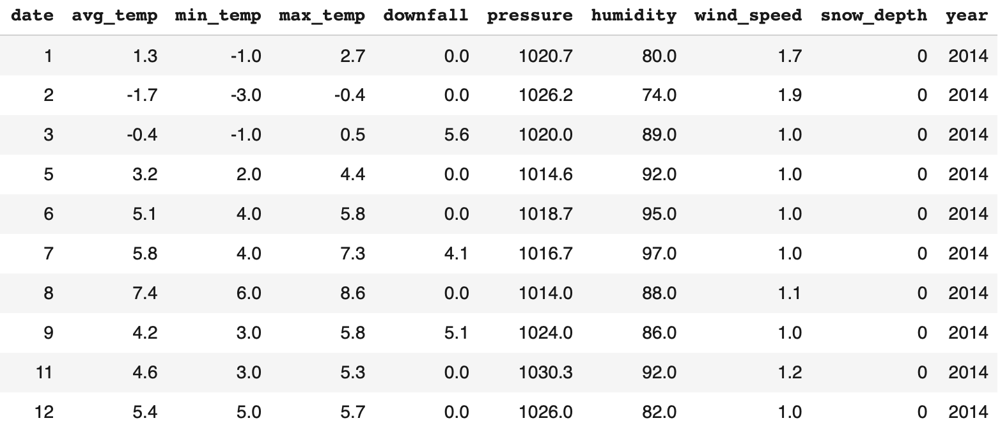 date avg_temp min_temp max_temp downfall pressure humidity wind_speed snow_depth year
1 1.3 -1.0 2.7 0.0 1020.7 80.0 1.7 0 2014
2 -1.7 -3.0 -0.4 0.0 1026.2 74.0 1.9 0 2014
3 -0.4 -1.0 0.5 5.6 1020.0 89.0 1.0 0 2014
5 3.2 2.0 4.4 0.0 1014.6 92.0 1.0 0 2014
6 5.1 4.0 5.8 0.0 1018.7 95.0 1.0 0 2014
7 5.8 4.0 7.3 4.1 1016.7 97.0 1.0 0 2014
8 7.4 6.0 8.6 0.0 1014.0 88.0 1.1 0 2014
9 4.2 3.0 5.8 5.1 1024.0 86.0 1.0 0 2014
11 4.6 3.0 5.3 0.0 1030.3 92.0 1.2 0 2014
12 5.4 5.0 5.7 0.0 1026.0 82.0 1.0 0 2014